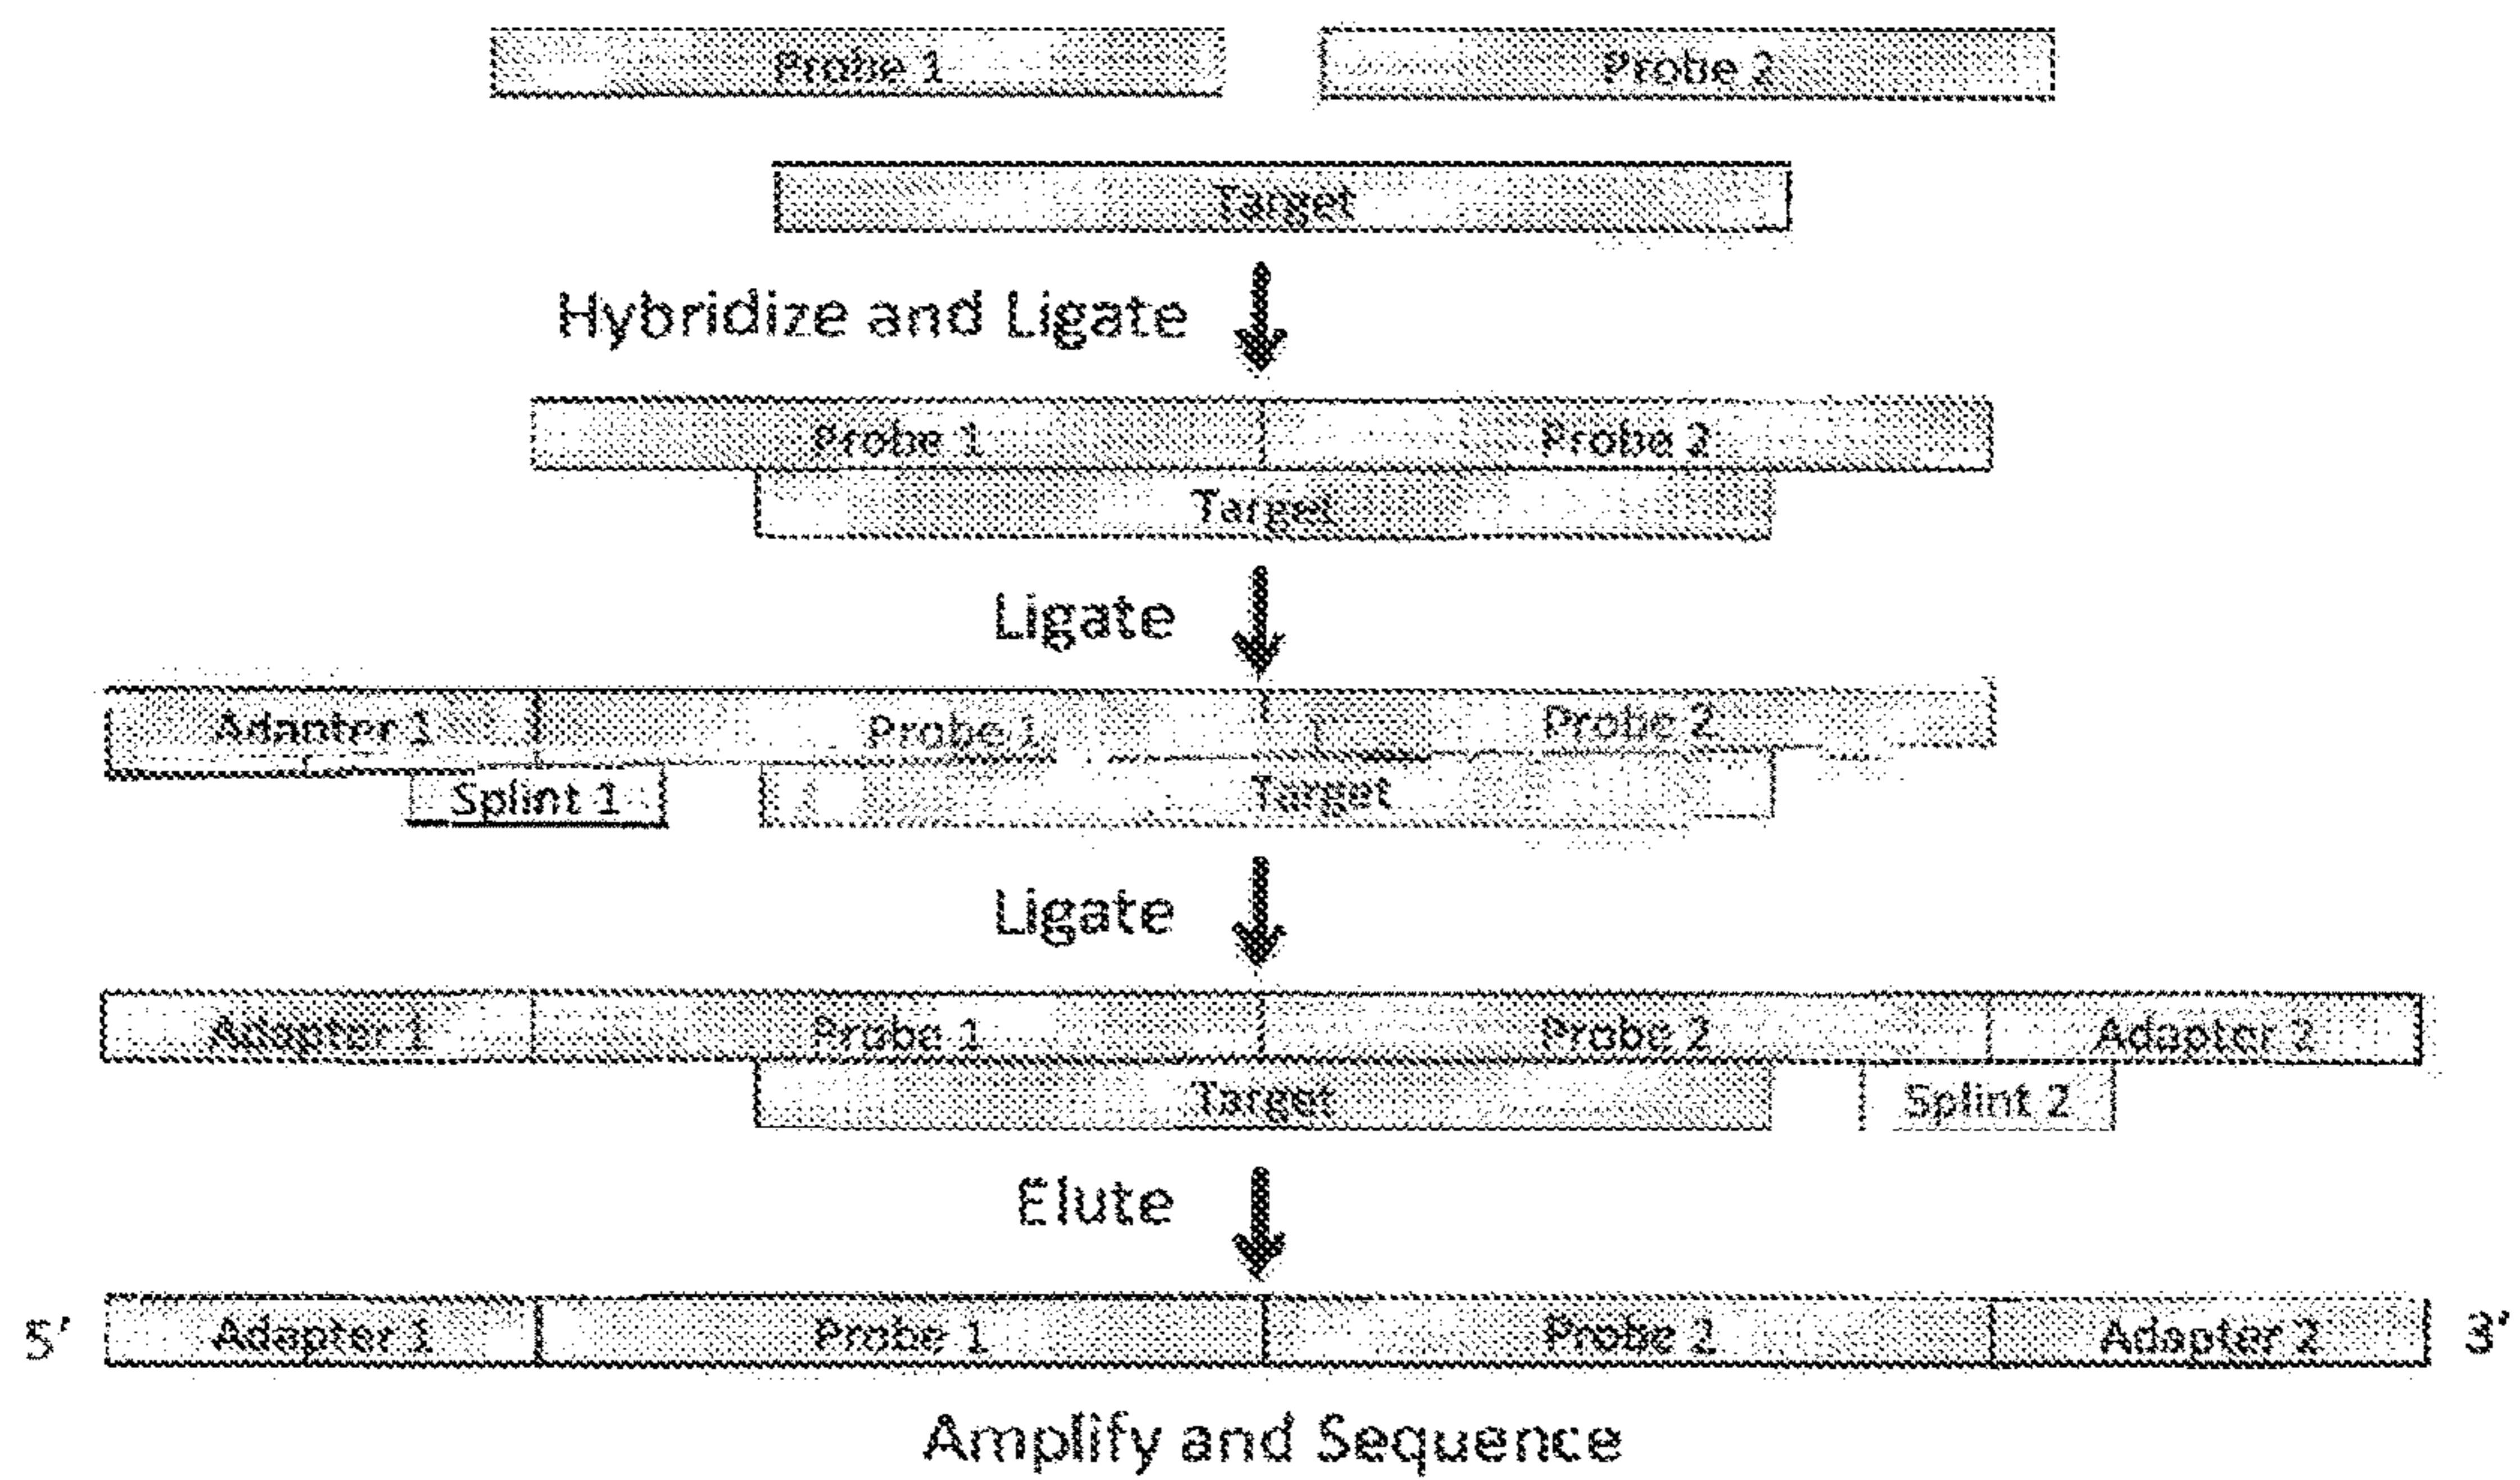 Probe 1 Probe 2
Target
Hybridize and Ligate
Probe 1 Probe 2
Target
Ligate
Adapter 1 Probe 1 Probe 2
Splint 1 Target
Ligate
Adapter 1 Probe 1 Probe 2 Adapter 2
Target Splint 2
Elute
5' Adapter 1 Probe 1 Probe 2 Adapter 2 3'
Amplify and Sequence